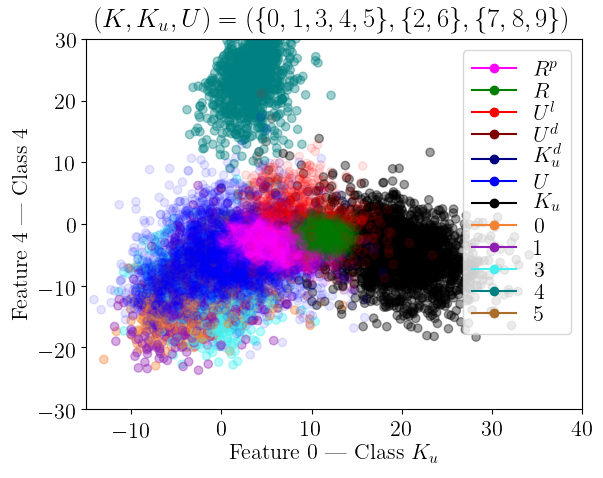 (K, K_u, U) = ({0, 1, 3, 4, 5}, {2, 6}, {7, 8, 9})
30
20
10
0
−10
−20
−30
Feature 4 — Class 4
R^p
R
U^l
U^d
K_u^d
U
K_u
0
1
3
4
5
−10 0 10 20 30 40
Feature 0 — Class K_u